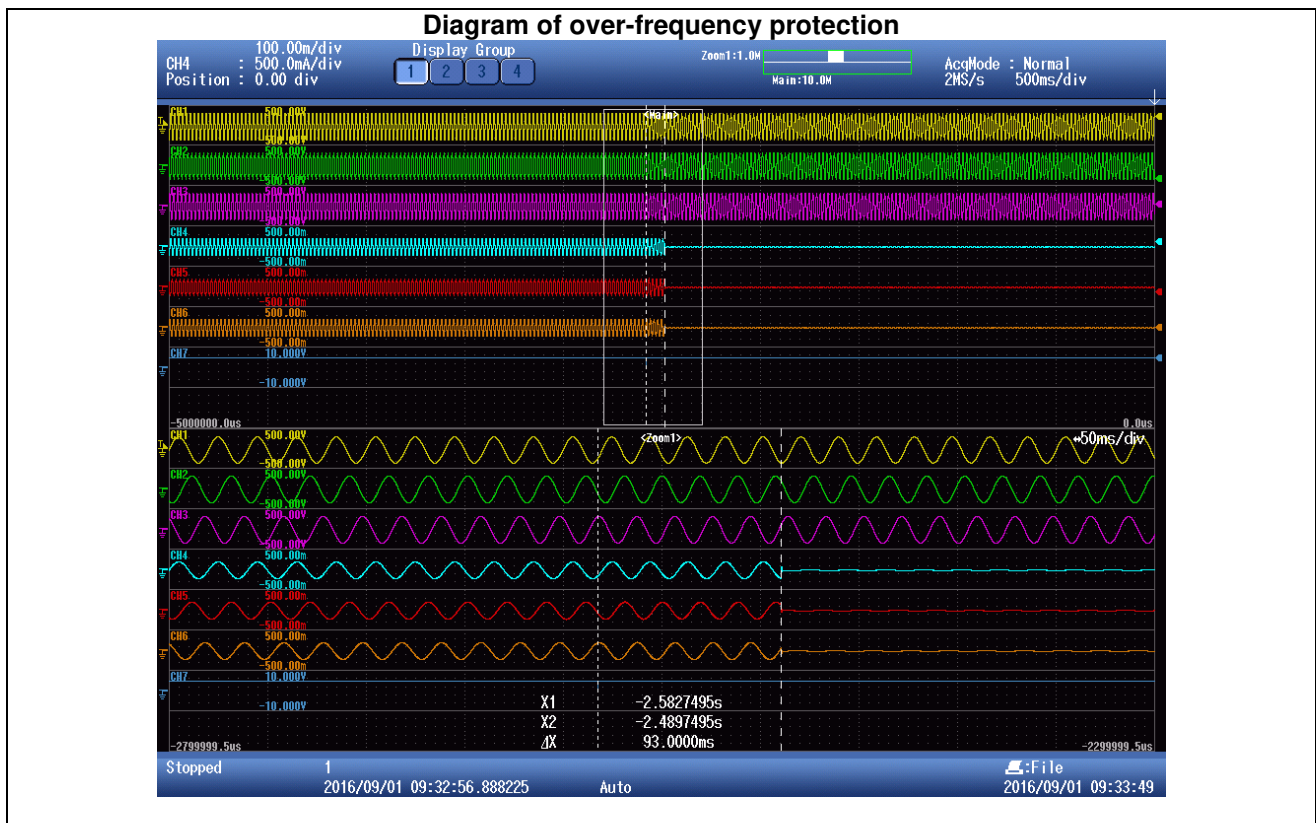 Diagram of over-frequency protection
100.00m/div
CH4 : 500.0mA/div
Position : 0.00 div
Display Group
1 2 3 4
Zoom1:1.0M
Main:10.0M
AcqMode : Normal
2MS/s 500ms/div
CH1 500.00V
<Main>
-500.00V
CH2 500.00V
-500.00V
CH3 500.00V
-500.00V
CH4 500.00m
-500.00m
CH5 500.00m
-500.00m
CH6 500.00m
-500.00m
CH7 10.000V
-10.000V
-5000000.0us 0.0us
CH1 500.00V <Zoom1> 50ms/div
-500.00V
CH2 500.00V
-500.00V
CH3 500.00V
-500.00V
CH4 500.00m
-500.00m
CH5 500.00m
-500.00m
CH6 500.00m
-500.00m
CH7 10.000V
-10.000V
X1 -2.5827495s
X2 -2.4897495s
ΔX 93.0000ms
-2799999.5us -2299999.5us
Stopped 1 :File
2016/09/01 09:32:56.888225 Auto 2016/09/01 09:33:49